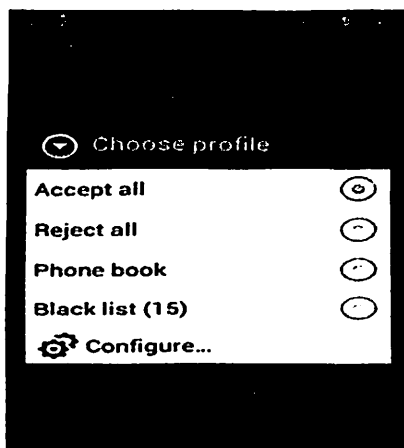 Choose profile
Accept all
Reject all
Phone book
Black list (15)
Configure...